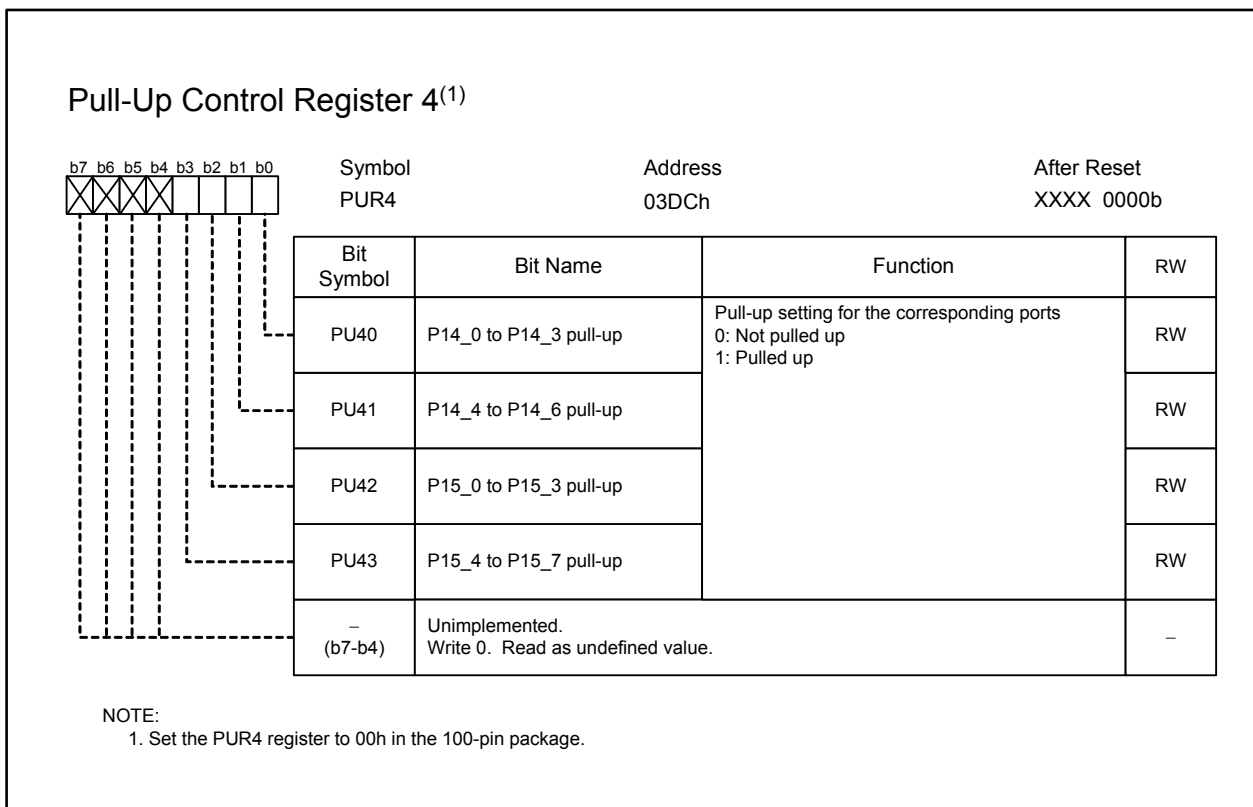 Pull-Up Control Register 4(1)
b7 b6 b5 b4 b3 b2 b1 b0
Symbol Address After Reset
PUR4 03DCh XXXX 0000b
Bit Symbol Bit Name Function RW
PU40 P14_0 to P14_3 pull-up Pull-up setting for the corresponding ports RW
0: Not pulled up
1: Pulled up
PU41 P14_4 to P14_6 pull-up RW
PU42 P15_0 to P15_3 pull-up RW
PU43 P15_4 to P15_7 pull-up RW
– (b7-b4) Unimplemented. –
Write 0. Read as undefined value.
NOTE:
1. Set the PUR4 register to 00h in the 100-pin package.